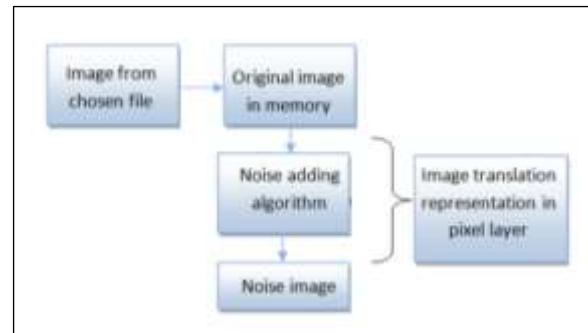 Image from
chosen file
Original image
in memory
Noise adding
algorithm
Image translation
representation in
pixel layer
Noise image